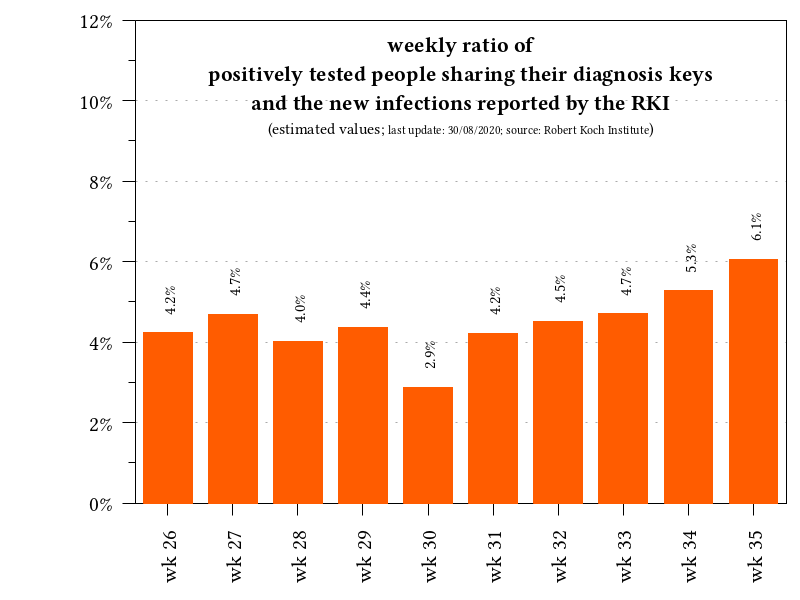 weekly ratio of
positively tested people sharing their diagnosis keys
and the new infections reported by the RKI
(estimated values; last update: 30/08/2020; source: Robert Koch Institute)
12%
10%
8%
6%
4%
2%
0%
4.2%
4.7%
4.0%
4.4%
2.9%
4.2%
4.5%
4.7%
5.3%
6.1%
wk 26
wk 27
wk 28
wk 29
wk 30
wk 31
wk 32
wk 33
wk 34
wk 35